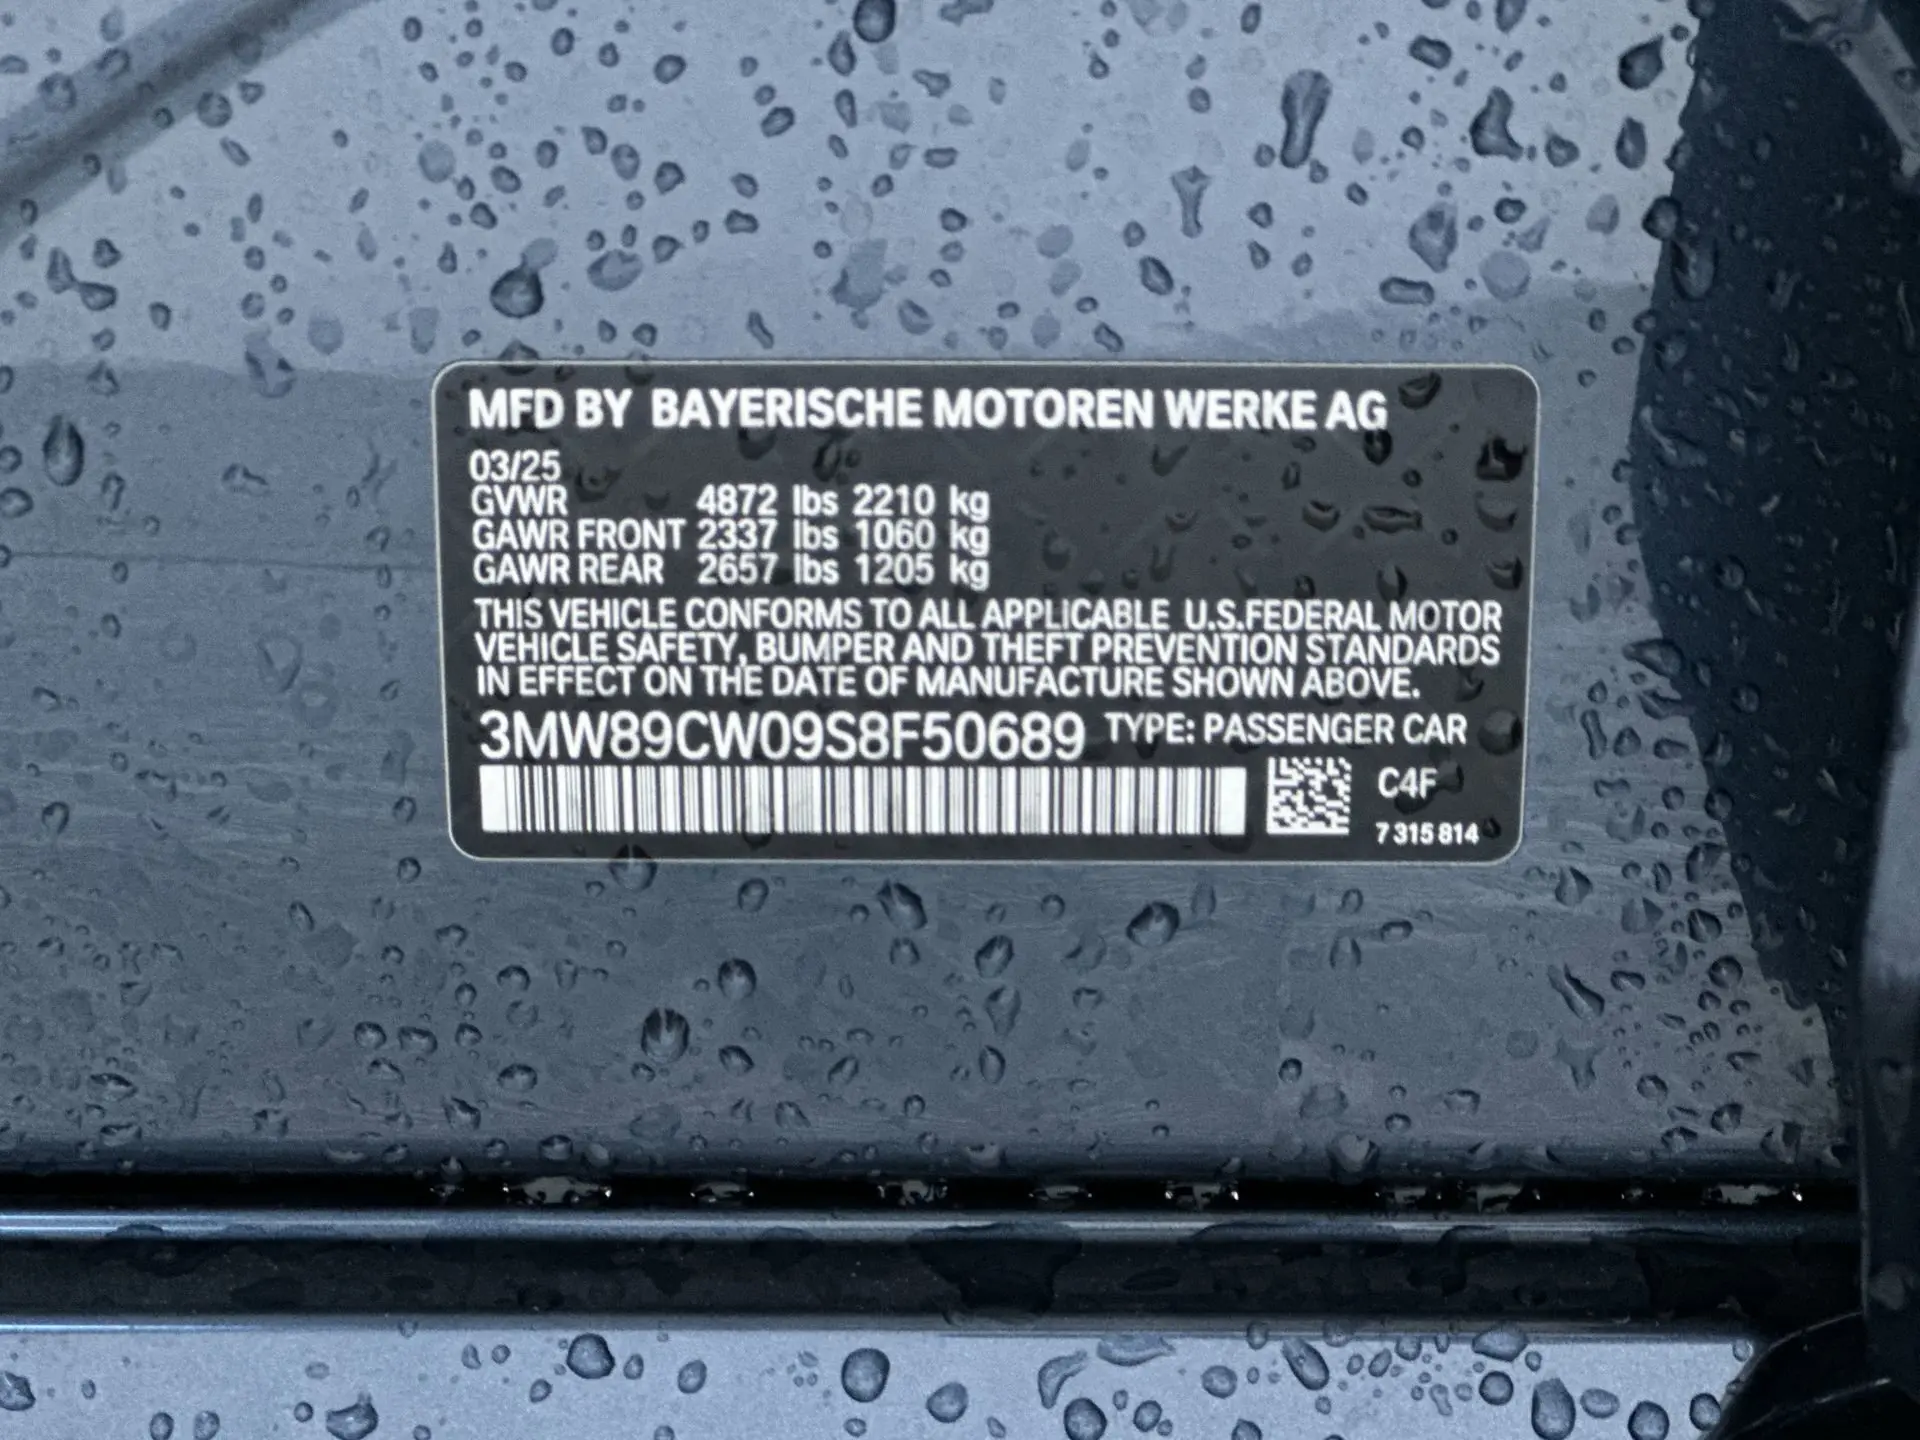 MFD BY BAYERISCHE MOTOREN WERKE AG
03/25
GVWR 4872 lbs 2210 kg
GAWR FRONT 2337 lbs 1060 kg
GAWR REAR 2657 lbs 1205 kg
THIS VEHICLE CONFORMS TO ALL APPLICABLE U.S.FEDERAL MOTOR
VEHICLE SAFETY, BUMPER AND THEFT PREVENTION STANDARDS
IN EFFECT ON THE DATE OF MANUFACTURE SHOWN ABOVE.
3MW89CW09S8F50689 TYPE: PASSENGER CAR
C4F
7 315 814